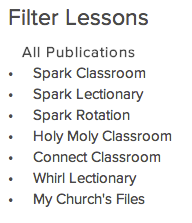 Filter Lessons
All Publications
• Spark Classroom
• Spark Lectionary
• Spark Rotation
• Holy Moly Classroom
• Connect Classroom
• Whirl Lectionary
• My Church's Files